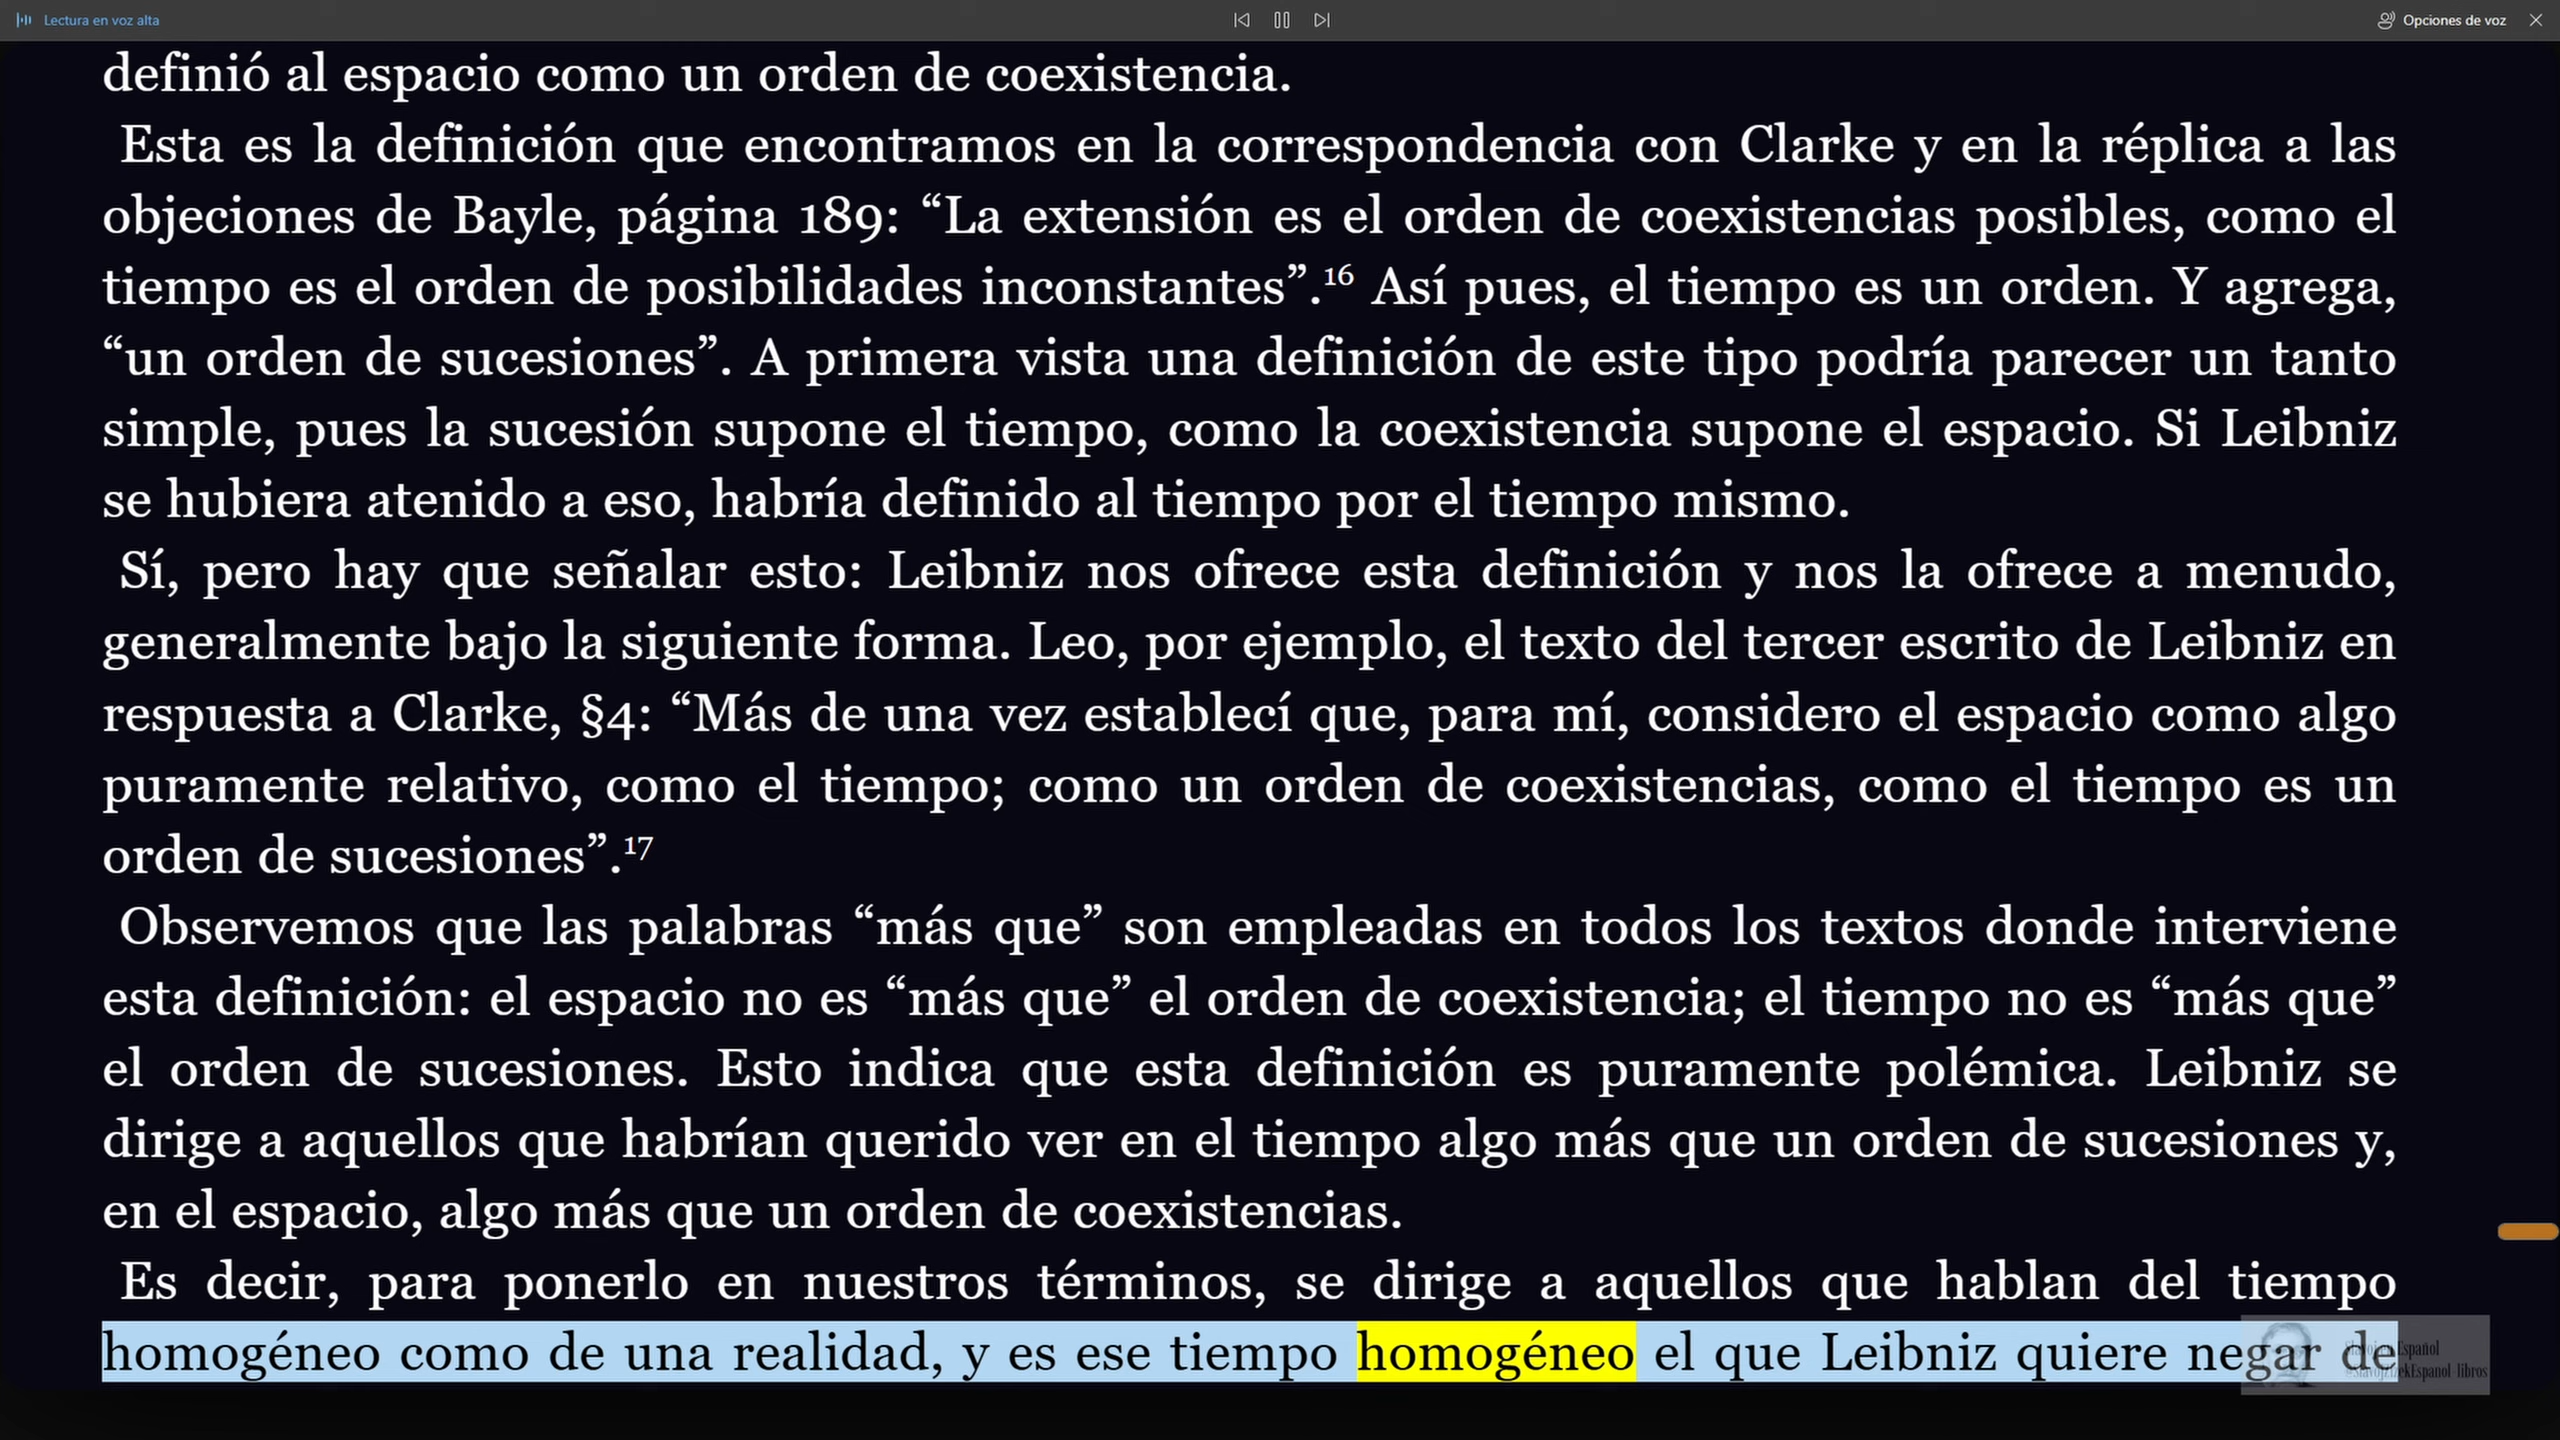 Lectura en voz alta
Opciones de voz
definió al espacio como un orden de coexistencia.
Esta es la definición que encontramos en la correspondencia con Clarke y en la réplica a las
objeciones de Bayle, página 189: “La extensión es el orden de coexistencias posibles, como el
tiempo es el orden de posibilidades inconstantes”.16 Así pues, el tiempo es un orden. Y agrega,
“un orden de sucesiones”. A primera vista una definición de este tipo podría parecer un tanto
simple, pues la sucesión supone el tiempo, como la coexistencia supone el espacio. Si Leibniz
se hubiera atenido a eso, habría definido al tiempo por el tiempo mismo.
Sí, pero hay que señalar esto: Leibniz nos ofrece esta definición y nos la ofrece a menudo,
generalmente bajo la siguiente forma. Leo, por ejemplo, el texto del tercer escrito de Leibniz en
respuesta a Clarke, §4: “Más de una vez establecí que, para mí, considero el espacio como algo
puramente relativo, como el tiempo; como un orden de coexistencias, como el tiempo es un
orden de sucesiones”.17
Observemos que las palabras “más que” son empleadas en todos los textos donde interviene
esta definición: el espacio no es “más que” el orden de coexistencia; el tiempo no es “más que”
el orden de sucesiones. Esto indica que esta definición es puramente polémica. Leibniz se
dirige a aquellos que habrían querido ver en el tiempo algo más que un orden de sucesiones y,
en el espacio, algo más que un orden de coexistencias.
Es decir, para ponerlo en nuestros términos, se dirige a aquellos que hablan del tiempo
homogéneo como de una realidad, y es ese tiempo homogéneo el que Leibniz quiere negar de
Español